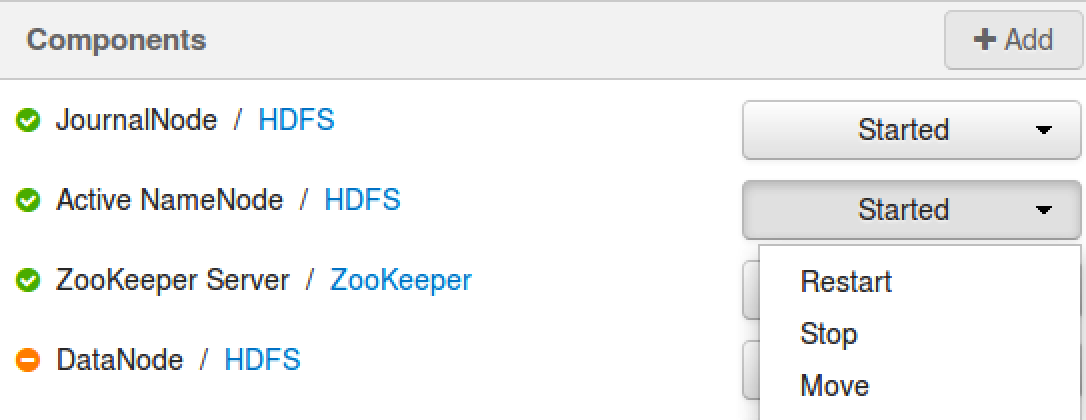 Components
+ Add
JournalNode / HDFS
Started
Active NameNode / HDFS
Started
ZooKeeper Server / ZooKeeper
Restart
Stop
DataNode / HDFS
Move